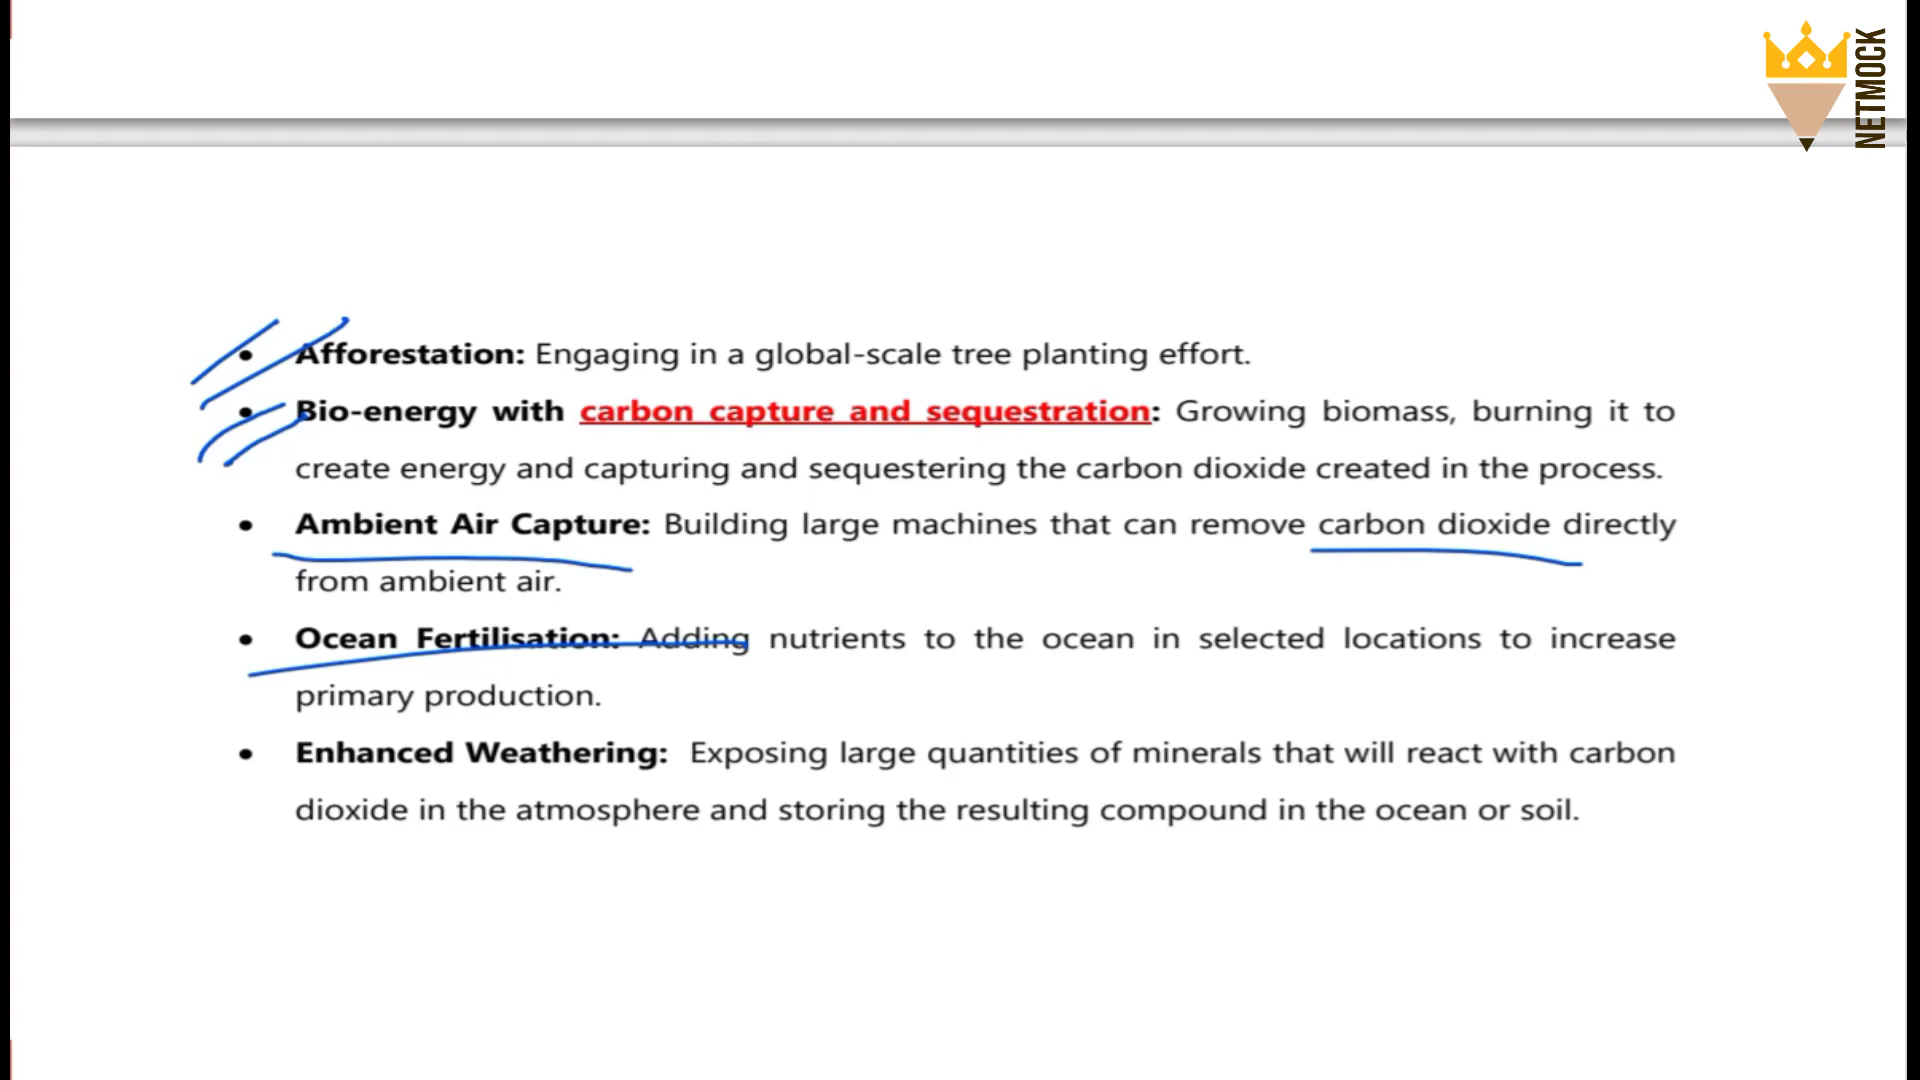 NETMOCK
• Afforestation: Engaging in a global-scale tree planting effort.
• Bio-energy with carbon capture and sequestration: Growing biomass, burning it to
create energy and capturing and sequestering the carbon dioxide created in the process.
• Ambient Air Capture: Building large machines that can remove carbon dioxide directly
from ambient air.
• Ocean Fertilisation: Adding nutrients to the ocean in selected locations to increase
primary production.
• Enhanced Weathering: Exposing large quantities of minerals that will react with carbon
dioxide in the atmosphere and storing the resulting compound in the ocean or soil.